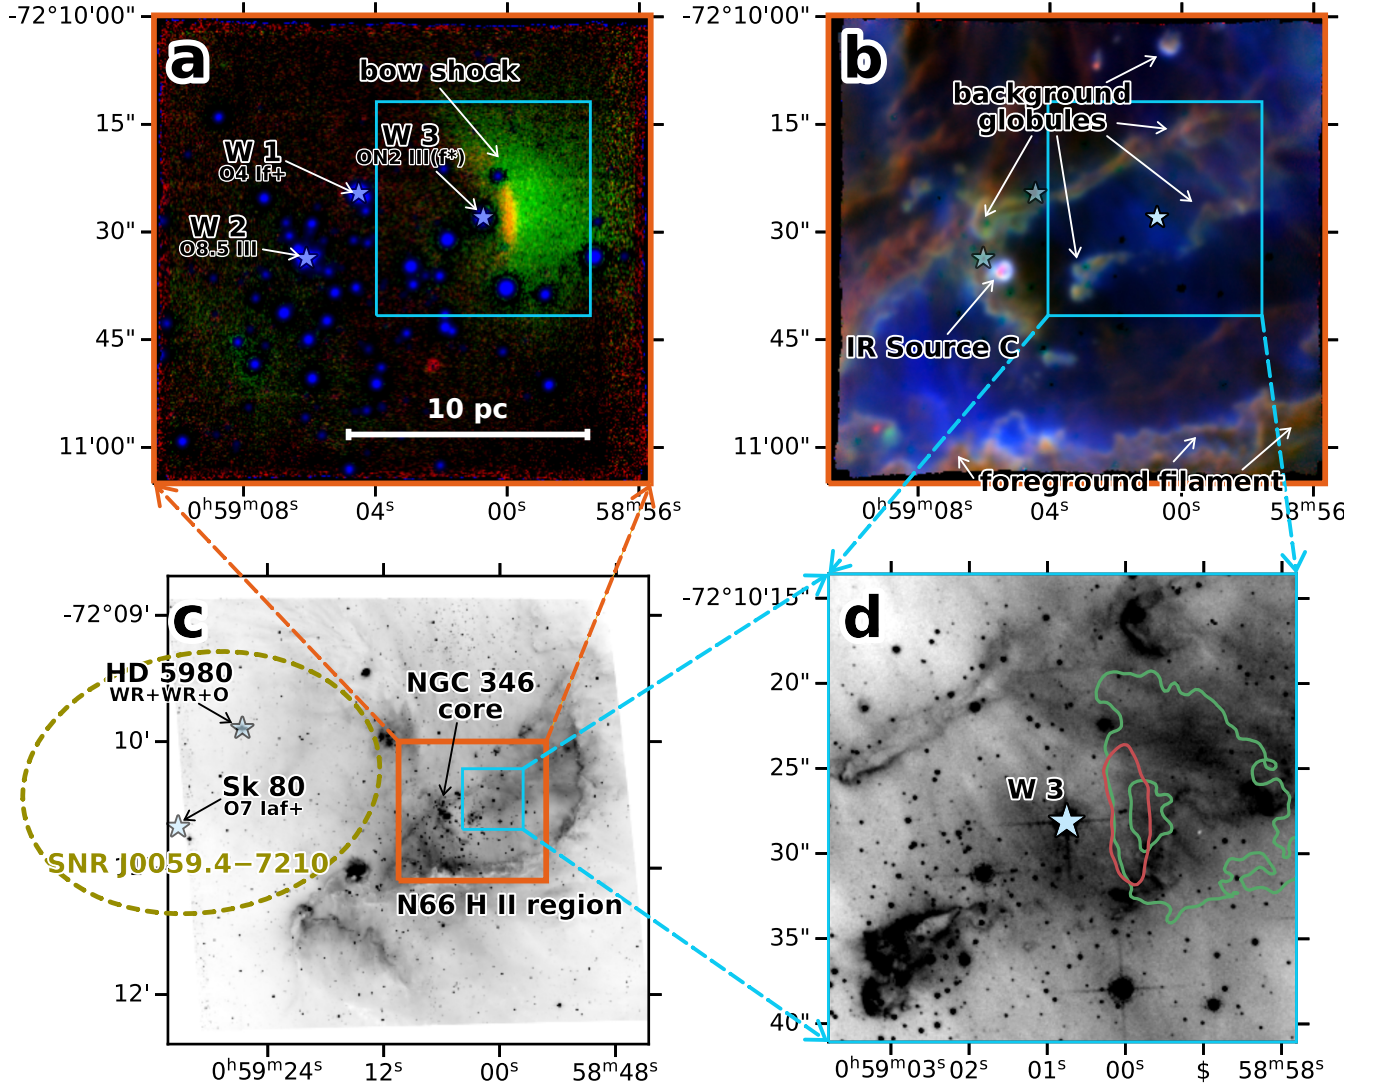 -72°10'00"
15"
30"
45"
11'00"
a
bow shock
W 3
ON2 III(f*)
W 1
O4 If+
W 2
O8.5 III
10 pc
0ʰ59ᵐ08ˢ 04ˢ 00ˢ 58ᵐ56ˢ
-72°10'00"
15"
30"
45"
11'00"
b
background
globules
IR Source C
foreground filament
0ʰ59ᵐ08ˢ 04ˢ 00ˢ 58ᵐ56
-72°09'
10'
12'
c
HD 5980
WR+WR+O
NGC 346
core
Sk 80
O7 Iaf+
SNR J0059.4−7210
N66 H II region
0ʰ59ᵐ24ˢ 12ˢ 00ˢ 58ᵐ48ˢ
-72°10'15"
20"
25"
30"
35"
40"
d
W 3
0ʰ59ᵐ03ˢ 02ˢ 01ˢ 00ˢ $ 58ᵐ58ˢ